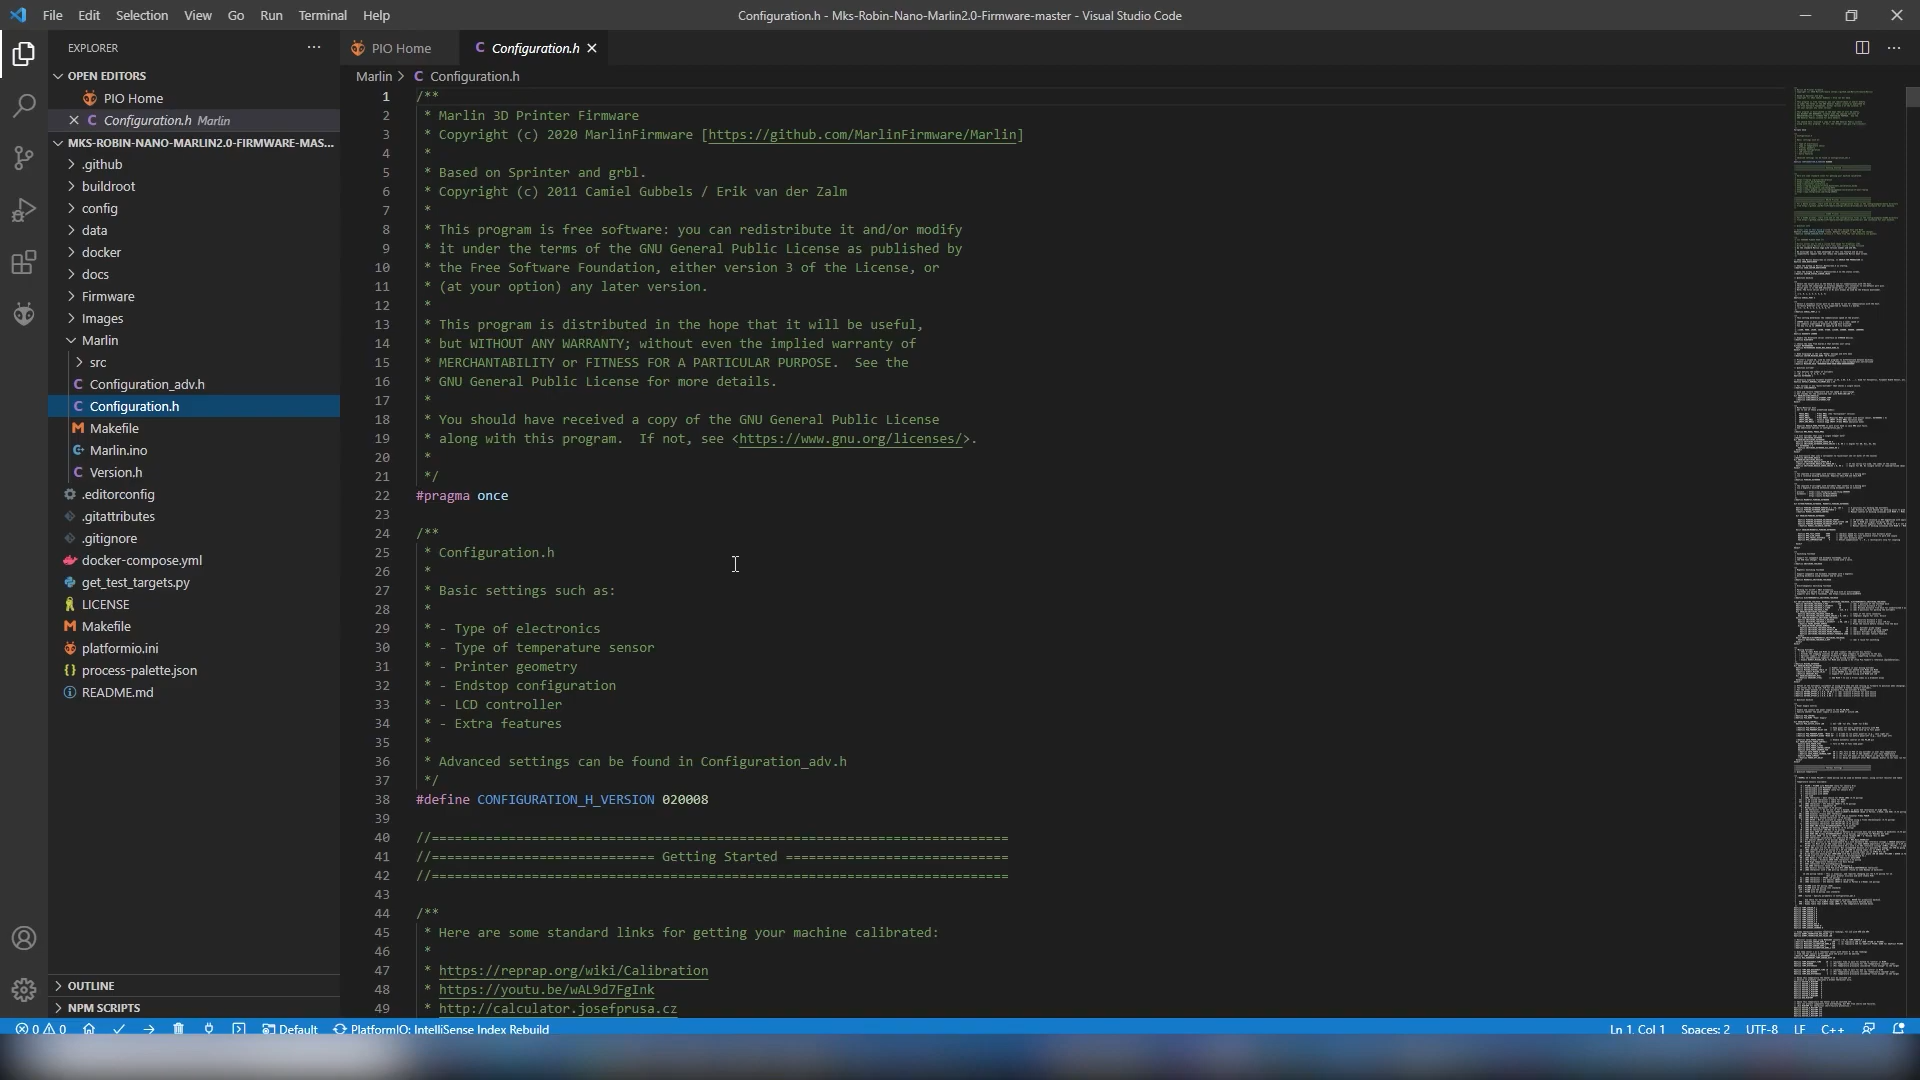 File Edit Selection View Go Run Terminal Help
Configuration.h - Mks-Robin-Nano-Marlin2.0-Firmware-master - Visual Studio Code
EXPLORER
OPEN EDITORS
PIO Home
Configuration.h Marlin
MKS-ROBIN-NANO-MARLIN2.0-FIRMWARE-MAS...
.github
buildroot
config
data
docker
docs
Firmware
Images
Marlin
src
Configuration_adv.h
Configuration.h
Makefile
Marlin.ino
Version.h
.editorconfig
.gitattributes
.gitignore
docker-compose.yml
get_test_targets.py
LICENSE
Makefile
platformio.ini
process-palette.json
README.md
OUTLINE
NPM SCRIPTS
PIO Home
Configuration.h
Marlin > C Configuration.h
1 /**
2 * Marlin 3D Printer Firmware
3 * Copyright (c) 2020 MarlinFirmware [https://github.com/MarlinFirmware/Marlin]
4 *
5 * Based on Sprinter and grbl.
6 * Copyright (c) 2011 Camiel Gubbels / Erik van der Zalm
7 *
8 * This program is free software: you can redistribute it and/or modify
9 * it under the terms of the GNU General Public License as published by
10 * the Free Software Foundation, either version 3 of the License, or
11 * (at your option) any later version.
12 *
13 * This program is distributed in the hope that it will be useful,
14 * but WITHOUT ANY WARRANTY; without even the implied warranty of
15 * MERCHANTABILITY or FITNESS FOR A PARTICULAR PURPOSE.  See the
16 * GNU General Public License for more details.
17 *
18 * You should have received a copy of the GNU General Public License
19 * along with this program.  If not, see <https://www.gnu.org/licenses/>.
20 *
21 */
22 #pragma once
23
24 /**
25 * Configuration.h
26 *
27 * Basic settings such as:
28 *
29 * - Type of electronics
30 * - Type of temperature sensor
31 * - Printer geometry
32 * - Endstop configuration
33 * - LCD controller
34 * - Extra features
35 *
36 * Advanced settings can be found in Configuration_adv.h
37 */
38 #define CONFIGURATION_H_VERSION 020008
39
40 //===========================================================================
41 //============================= Getting Started =============================
42 //===========================================================================
43
44 /**
45 * Here are some standard links for getting your machine calibrated:
46 *
47 * https://reprap.org/wiki/Calibration
48 * https://youtu.be/wAL9d7FgInk
49 * http://calculator.josefprusa.cz
0 0 Default PlatformIO: IntelliSense Index Rebuild
Ln 1, Col 1 Spaces: 2 UTF-8 LF C++